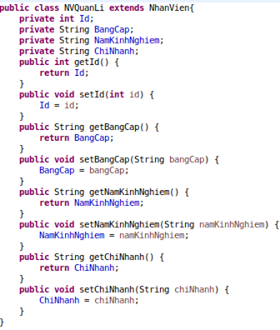 public class NVQuanLi extends NhanVien{
private int Id;
private String BangCap;
private String NamKinhNghiem;
private String ChiNhanh;
public int getId() {
return Id;
}
public void setId(int id) {
Id = id;
}
public String getBangCap() {
return BangCap;
}
public void setBangCap(String bangCap) {
BangCap = bangCap;
}
public String getNamKinhNghiem() {
return NamKinhNghiem;
}
public void setNamKinhNghiem(String namKinhNghiem) {
NamKinhNghiem = namKinhNghiem;
}
public String getChiNhanh() {
return ChiNhanh;
}
public void setChiNhanh(String chiNhanh) {
ChiNhanh = chiNhanh;
}
}